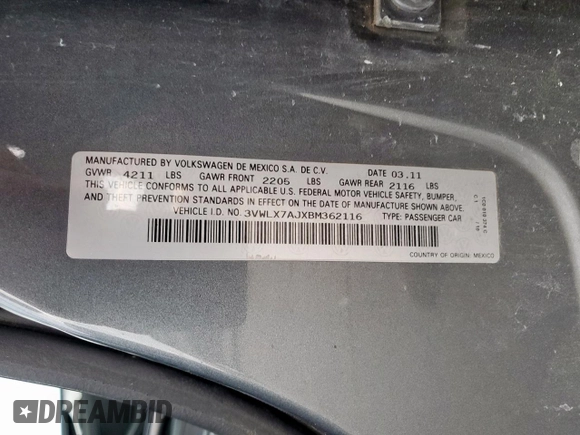 MANUFACTURED BY VOLKSWAGEN DE MEXICO S.A. DE C.V. DATE 03.11
GVWR 4211 LBS GAWR FRONT 2205 LBS GAWR REAR 2116 LBS
THIS VEHICLE CONFORMS TO ALL APPLICABLE U.S. FEDERAL MOTOR VEHICLE SAFETY, BUMPER,
AND THEFT PREVENTION STANDARDS IN EFFECT ON THE DATE OF MANUFACTURE SHOWN ABOVE.
VEHICLE I.D. NO. 3VWLX7AJXBM362116 TYPE: PASSENGER CAR
COUNTRY OF ORIGIN: MEXICO
DREAMBID